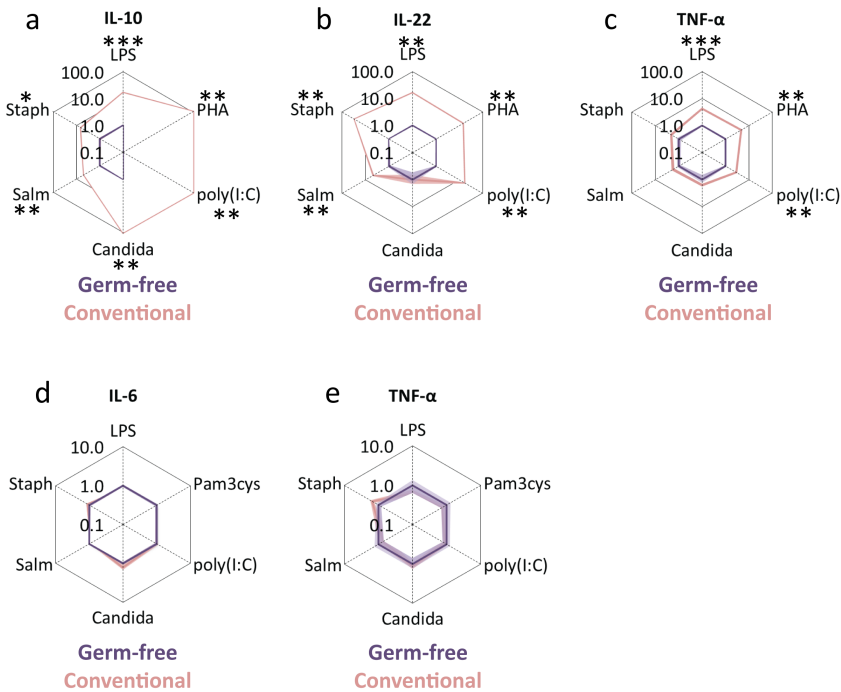 a
IL-10
***
LPS
100.0
10.0
1.0
0.1
*
Staph
**
PHA
Salm
**
poly(I:C)
**
Candida
**
Germ-free
Conventional
b
IL-22
**
LPS
100.0
10.0
1.0
0.1
**
Staph
**
PHA
Salm
**
poly(I:C)
**
Candida
Germ-free
Conventional
c
TNF-α
***
LPS
100.0
10.0
1.0
0.1
Staph
**
PHA
Salm
poly(I:C)
**
Candida
Germ-free
Conventional
d
IL-6
LPS
10.0
1.0
0.1
Staph
Pam3cys
Salm
poly(I:C)
Candida
Germ-free
Conventional
e
TNF-α
LPS
10.0
1.0
0.1
Staph
Pam3cys
Salm
poly(I:C)
Candida
Germ-free
Conventional